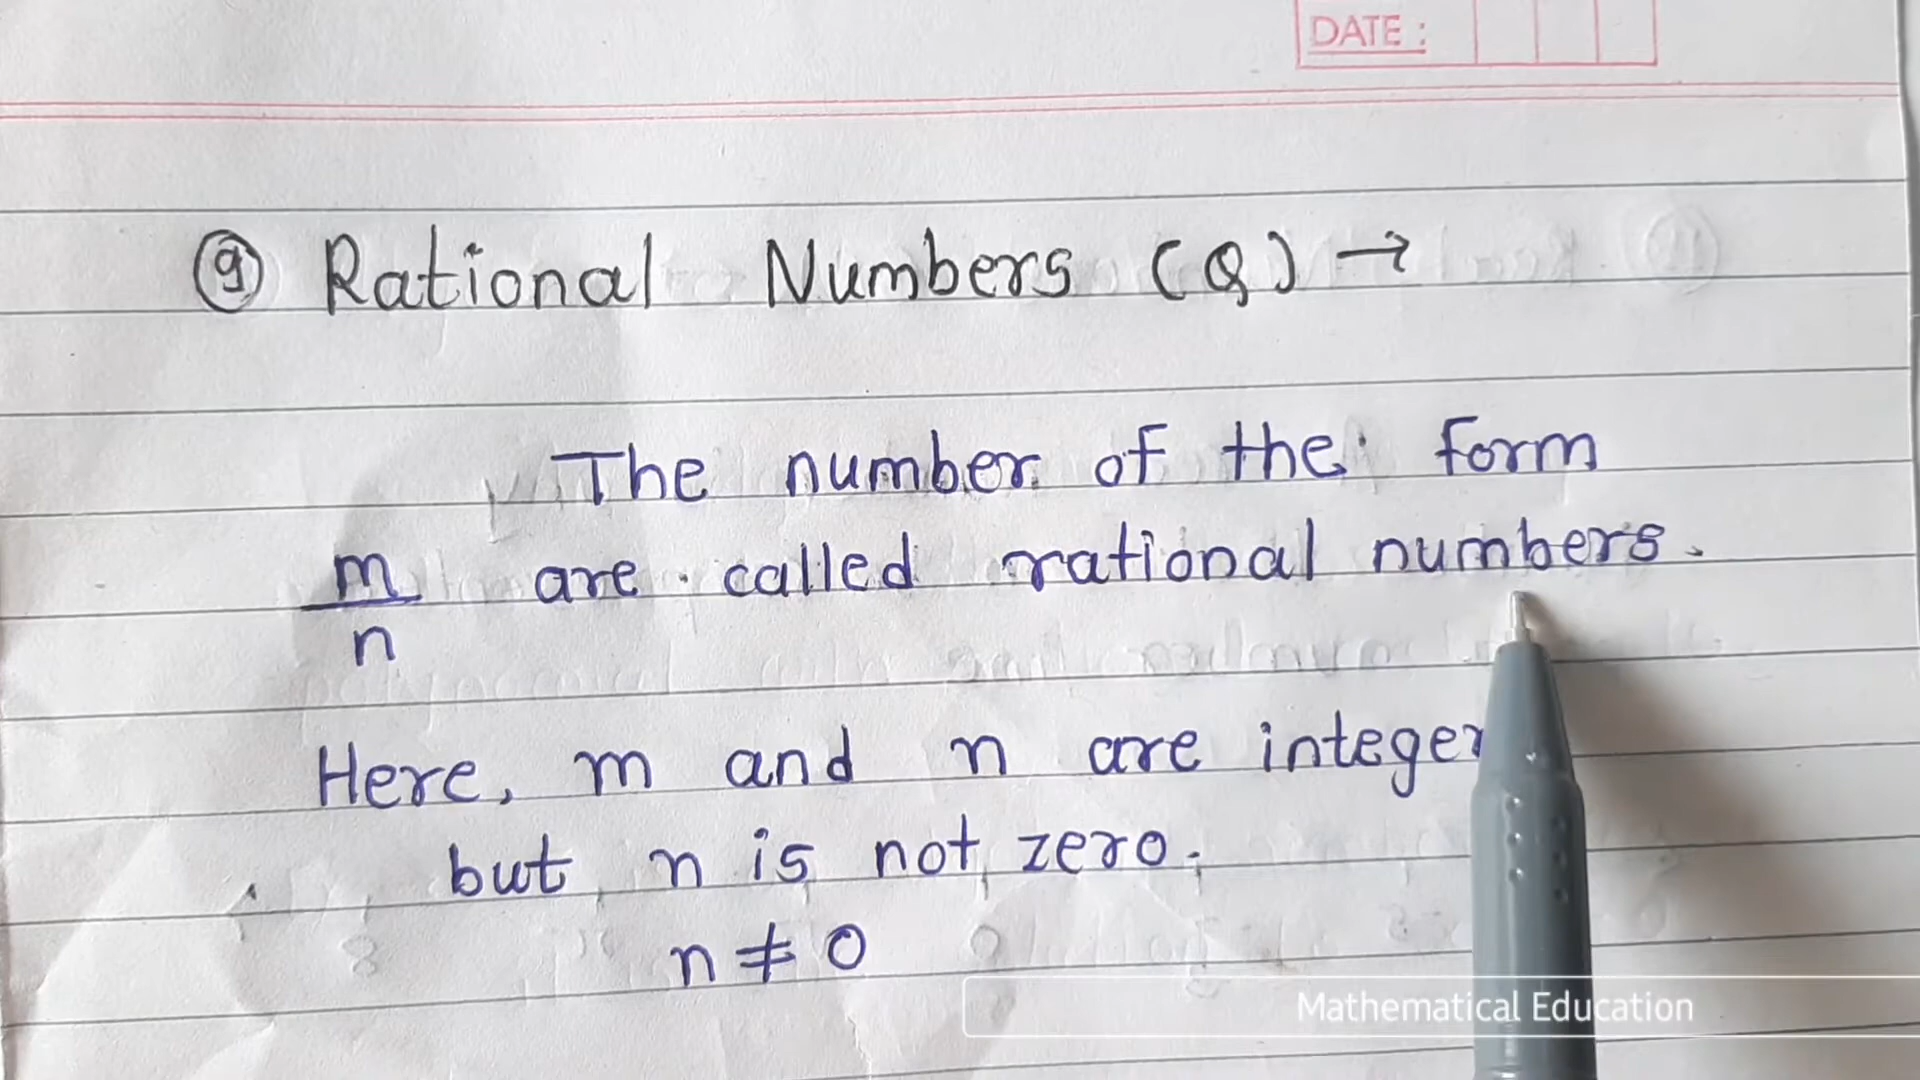 DATE :
⑨ Rational Numbers (Q) →
The number of the form
m/n are called rational numbers.
Here, m and n are integer
but n is not zero.
n ≠ 0
Mathematical Education